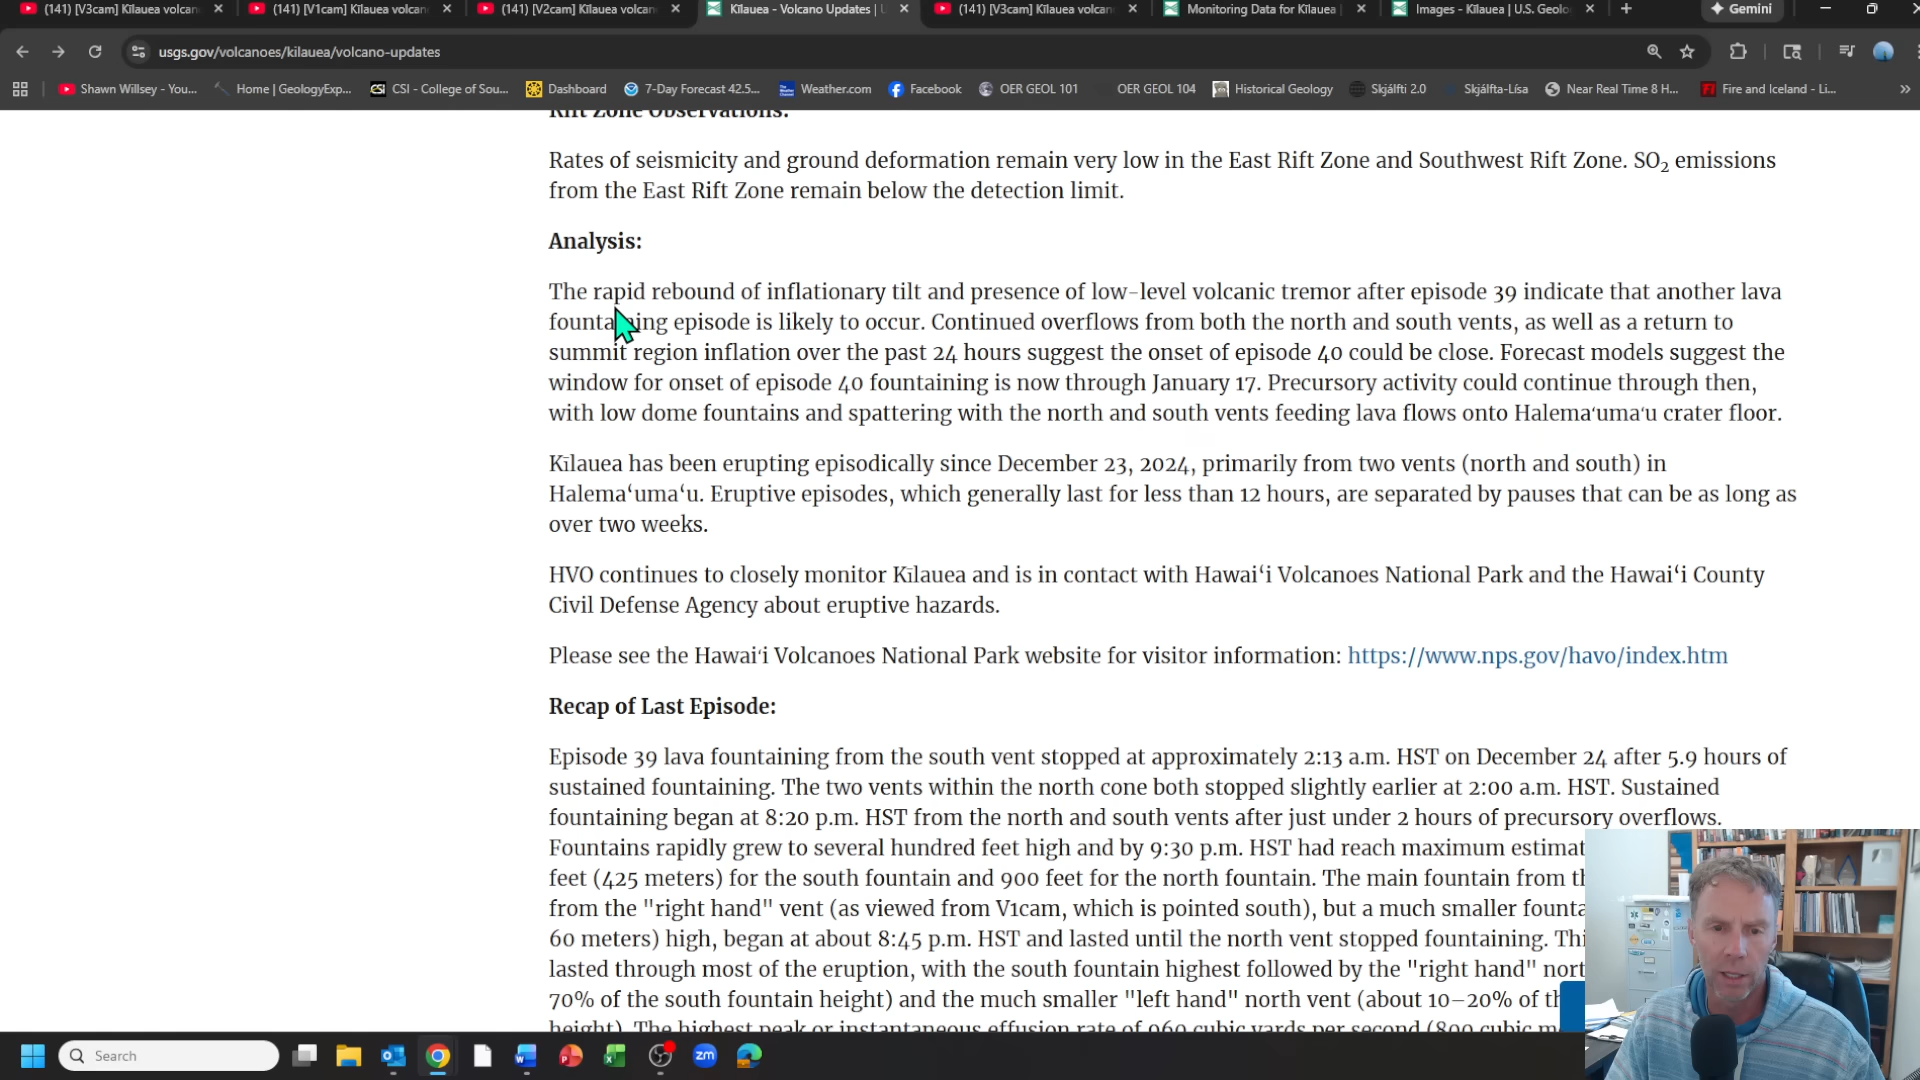 (141) [V3cam] Kīlauea volcan
(141) [V1cam] Kīlauea volcan
(141) [V2cam] Kīlauea volcan
Kīlauea - Volcano Updates | U
(141) [V3cam] Kīlauea volcan
Monitoring Data for Kīlauea |
Images - Kīlauea | U.S. Geolo
Gemini
usgs.gov/volcanoes/kilauea/volcano-updates
Shawn Willsey - You...
Home | GeologyExp...
CSI - College of Sou...
Dashboard
7-Day Forecast 42.5...
Weather.com
Facebook
OER GEOL 101
OER GEOL 104
Historical Geology
Skjálfti 2.0
Skjálfta-Lísa
Near Real Time 8 H...
Fire and Iceland - Li...
Rift Zone Observations:
Rates of seismicity and ground deformation remain very low in the East Rift Zone and Southwest Rift Zone. SO2 emissions
from the East Rift Zone remain below the detection limit.
Analysis:
The rapid rebound of inflationary tilt and presence of low-level volcanic tremor after episode 39 indicate that another lava
fountaining episode is likely to occur. Continued overflows from both the north and south vents, as well as a return to
summit region inflation over the past 24 hours suggest the onset of episode 40 could be close. Forecast models suggest the
window for onset of episode 40 fountaining is now through January 17. Precursory activity could continue through then,
with low dome fountains and spattering with the north and south vents feeding lava flows onto Halemaʻumaʻu crater floor.
Kīlauea has been erupting episodically since December 23, 2024, primarily from two vents (north and south) in
Halemaʻumaʻu. Eruptive episodes, which generally last for less than 12 hours, are separated by pauses that can be as long as
over two weeks.
HVO continues to closely monitor Kīlauea and is in contact with Hawaiʻi Volcanoes National Park and the Hawaiʻi County
Civil Defense Agency about eruptive hazards.
Please see the Hawaiʻi Volcanoes National Park website for visitor information: https://www.nps.gov/havo/index.htm
Recap of Last Episode:
Episode 39 lava fountaining from the south vent stopped at approximately 2:13 a.m. HST on December 24 after 5.9 hours of
sustained fountaining. The two vents within the north cone both stopped slightly earlier at 2:00 a.m. HST. Sustained
fountaining began at 8:20 p.m. HST from the north and south vents after just under 2 hours of precursory overflows.
Fountains rapidly grew to several hundred feet high and by 9:30 p.m. HST had reach maximum estimat
feet (425 meters) for the south fountain and 900 feet for the north fountain. The main fountain from th
from the "right hand" vent (as viewed from V1cam, which is pointed south), but a much smaller founta
60 meters) high, began at about 8:45 p.m. HST and lasted until the north vent stopped fountaining. Thi
lasted through most of the eruption, with the south fountain highest followed by the "right hand" nort
70% of the south fountain height) and the much smaller "left hand" north vent (about 10–20% of th
height). The highest peak or instantaneous effusion rate of 960 cubic yards per second (800 cubic m
Search
zm